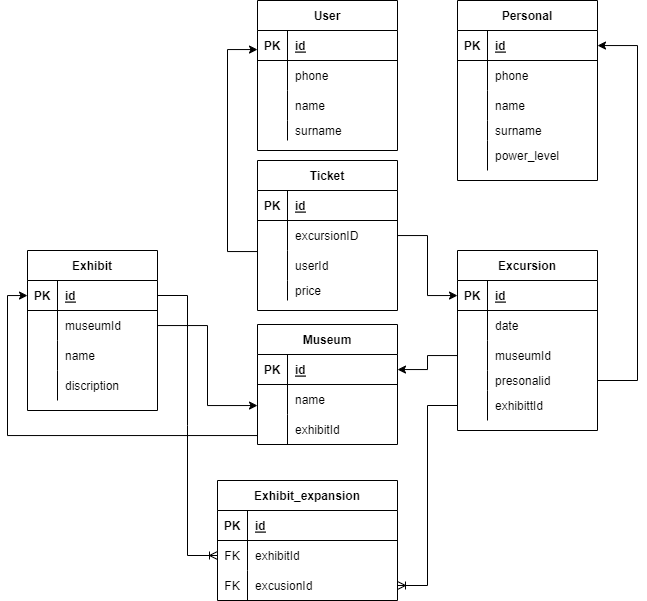 User
PK id
phone
name
surname
Personal
PK id
phone
name
surname
power_level
Ticket
PK id
excursionID
userId
price
Exhibit
PK id
museumId
name
discription
Excursion
PK id
date
museumId
presonalid
exhibittId
Museum
PK id
name
exhibitId
Exhibit_expansion
PK id
FK exhibitId
FK excusionId